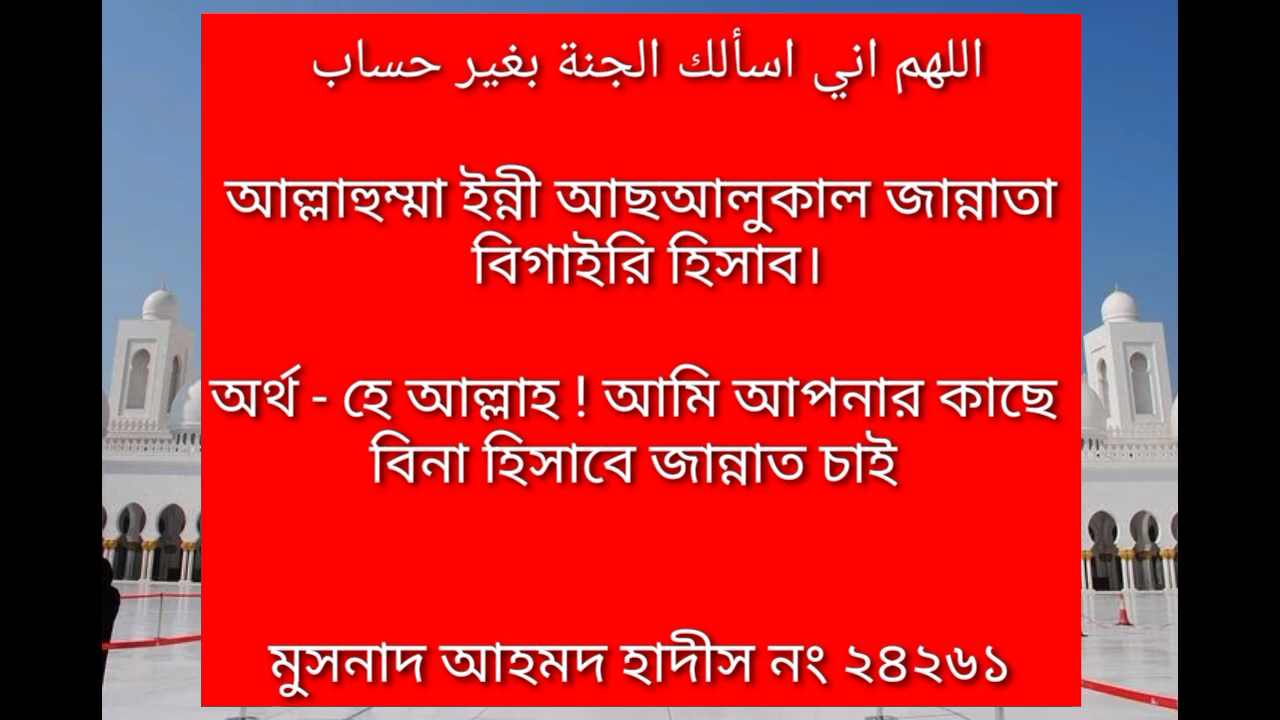 اللهم اني اسألك الجنة بغير حساب
আল্লাহুম্মা ইন্নী আছআলুকাল জান্নাতা
বিগাইরি হিসাব।
অর্থ - হে আল্লাহ ! আমি আপনার কাছে
বিনা হিসাবে জান্নাত চাই
মুসনাদ আহমদ হাদীস নং ২৪২৬১